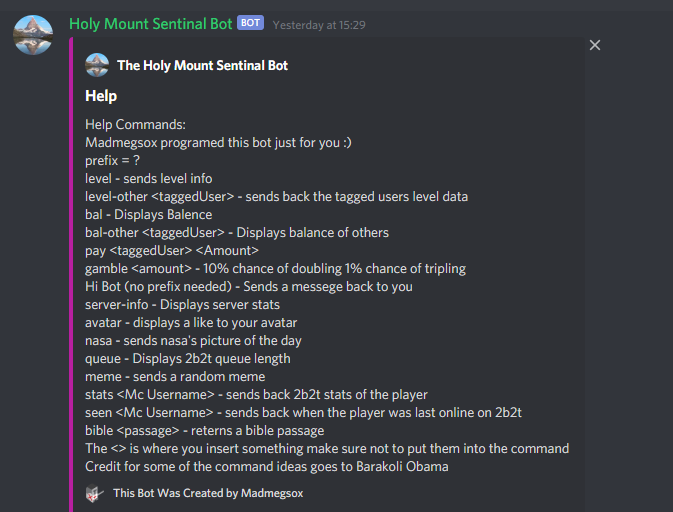 Holy Mount Sentinal Bot BOT Yesterday at 15:29
The Holy Mount Sentinal Bot
Help
Help Commands:
Madmegsox programed this bot just for you :)
prefix = ?
level - sends level info
level-other <taggedUser> - sends back the tagged users level data
bal - Displays Balence
bal-other <taggedUser> - Displays balance of others
pay <taggedUser> <Amount>
gamble <amount> - 10% chance of doubling 1% chance of tripling
Hi Bot (no prefix needed) - Sends a messege back to you
server-info - Displays server stats
avatar - displays a like to your avatar
nasa - sends nasa's picture of the day
queue - Displays 2b2t queue length
meme - sends a random meme
stats <Mc Username> - sends back 2b2t stats of the player
seen <Mc Username> - sends back when the player was last online on 2b2t
bible <passage> - reterns a bible passage
The <> is where you insert something make sure not to put them into the command
Credit for some of the command ideas goes to Barakoli Obama
This Bot Was Created by Madmegsox